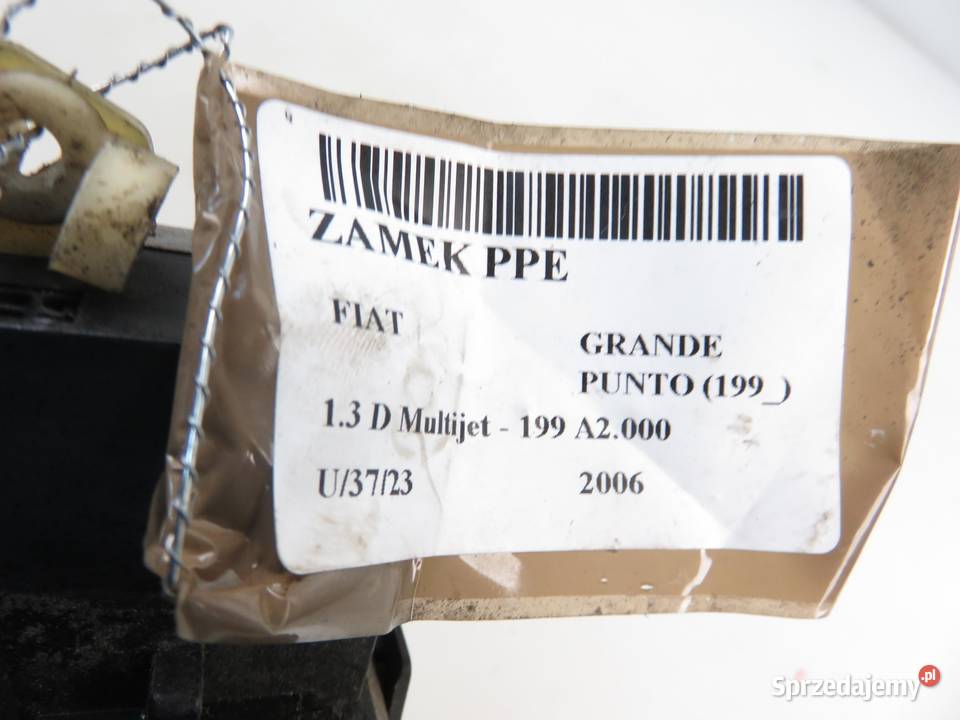 ZAMEK PPE
FIAT
GRANDE
PUNTO (199_)
1.3 D Multijet - 199 A2.000
U/37/23
2006
Sprzedajemy.pl